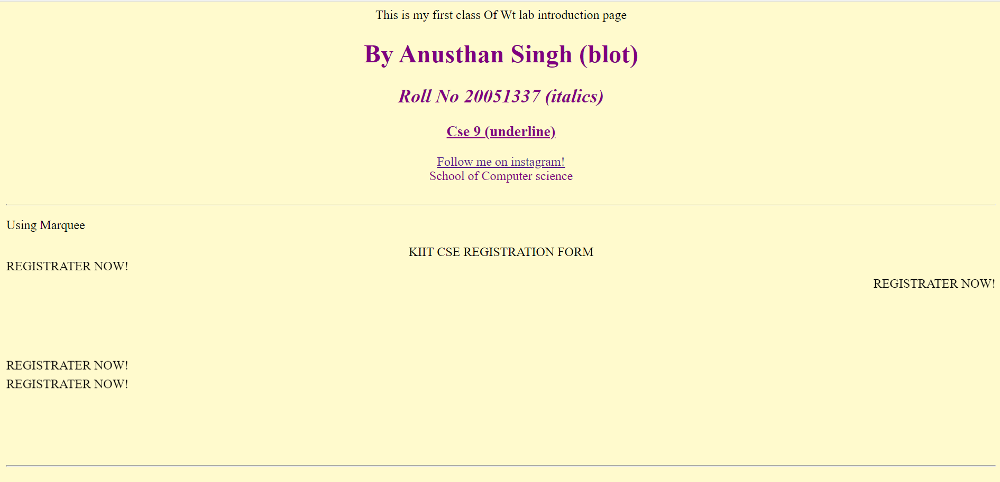 This is my first class Of Wt lab introduction page
By Anusthan Singh (blot)
Roll No 20051337 (italics)
Cse 9 (underline)
Follow me on instagram!
School of Computer science
Using Marquee
KIIT CSE REGISTRATION FORM
REGISTRATER NOW!
REGISTRATER NOW!
REGISTRATER NOW!
REGISTRATER NOW!